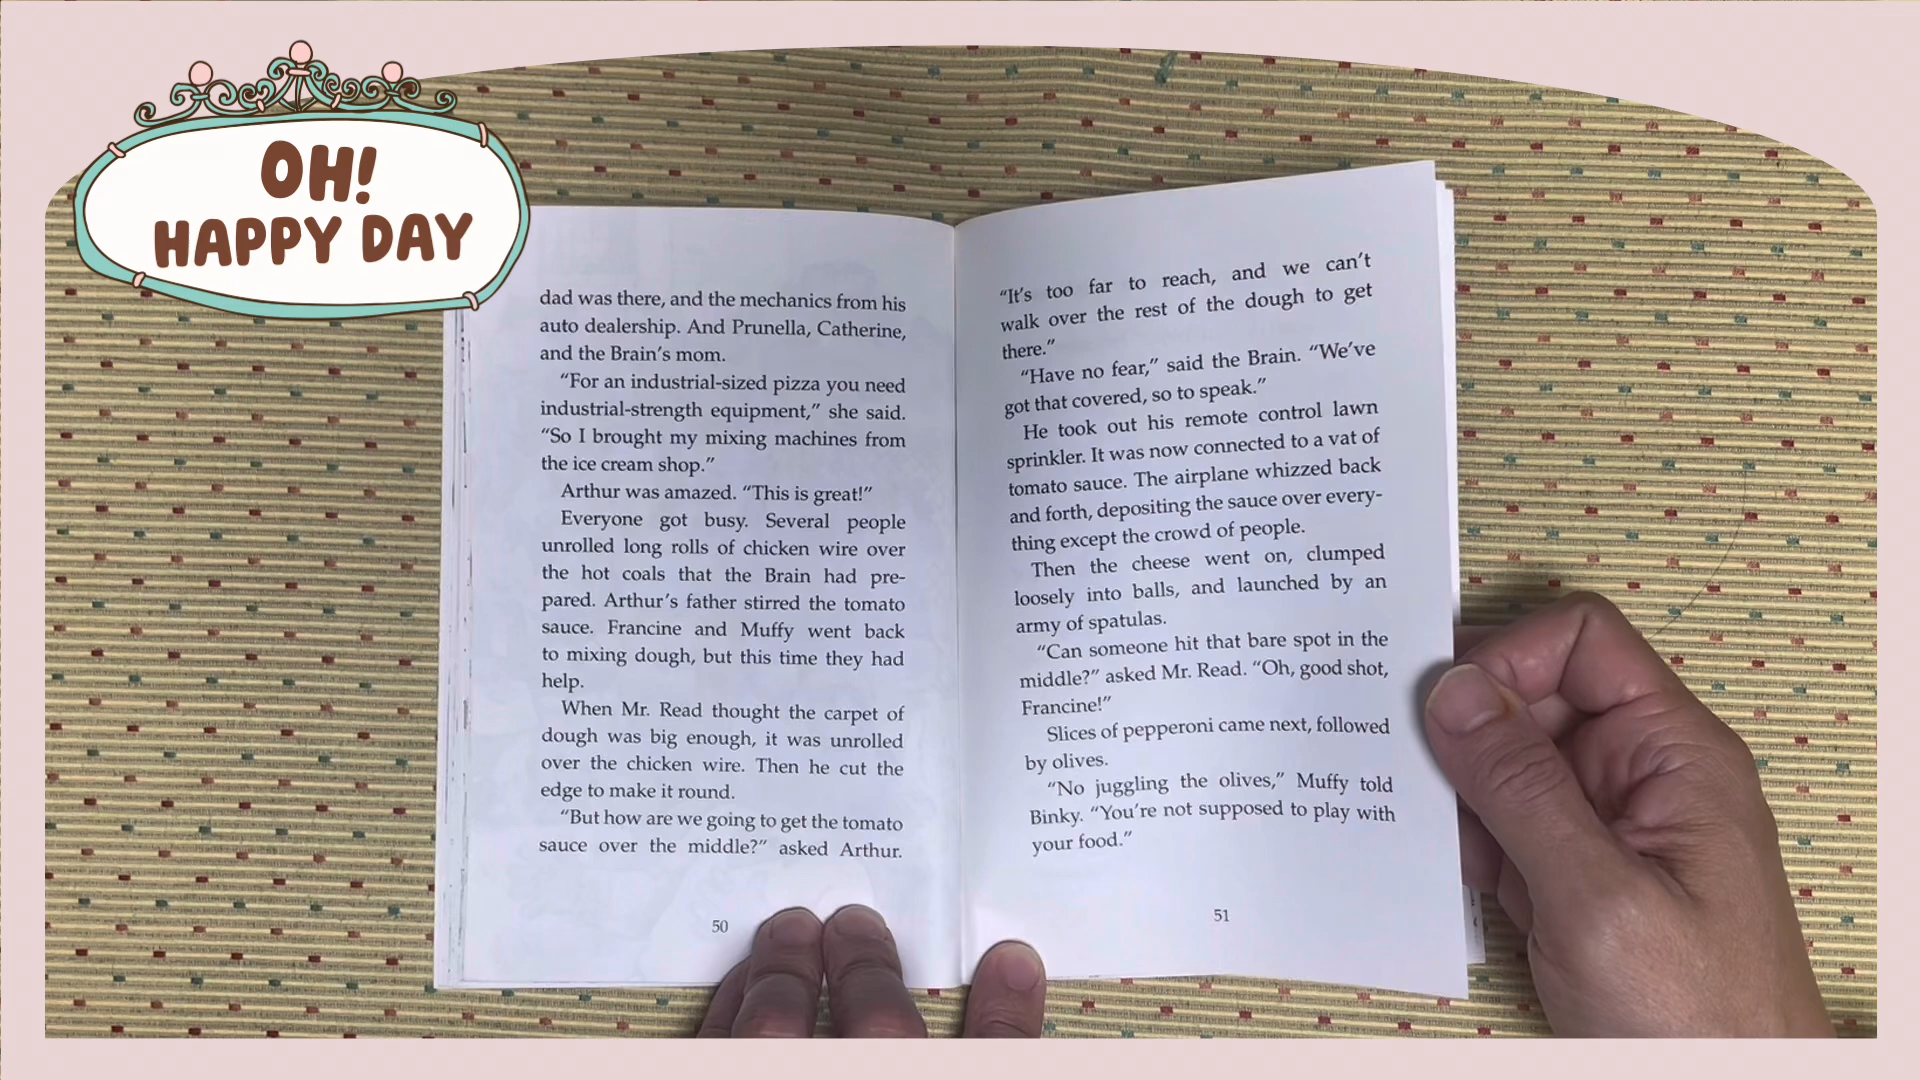 OH!
HAPPY DAY
dad was there, and the mechanics from his
auto dealership. And Prunella, Catherine,
and the Brain's mom.
“For an industrial-sized pizza you need
industrial-strength equipment,” she said.
“So I brought my mixing machines from
the ice cream shop.”
Arthur was amazed. “This is great!”
Everyone got busy. Several people
unrolled long rolls of chicken wire over
the hot coals that the Brain had pre-
pared. Arthur's father stirred the tomato
sauce. Francine and Muffy went back
to mixing dough, but this time they had
help.
When Mr. Read thought the carpet of
dough was big enough, it was unrolled
over the chicken wire. Then he cut the
edge to make it round.
“But how are we going to get the tomato
sauce over the middle?” asked Arthur.
50
“It's too far to reach, and we can't
walk over the rest of the dough to get
there.”
“Have no fear,” said the Brain. “We've
got that covered, so to speak.”
He took out his remote control lawn
sprinkler. It was now connected to a vat of
tomato sauce. The airplane whizzed back
and forth, depositing the sauce over every-
thing except the crowd of people.
Then the cheese went on, clumped
loosely into balls, and launched by an
army of spatulas.
“Can someone hit that bare spot in the
middle?” asked Mr. Read. “Oh, good shot,
Francine!”
Slices of pepperoni came next, followed
by olives.
“No juggling the olives,” Muffy told
Binky. “You're not supposed to play with
your food.”
51